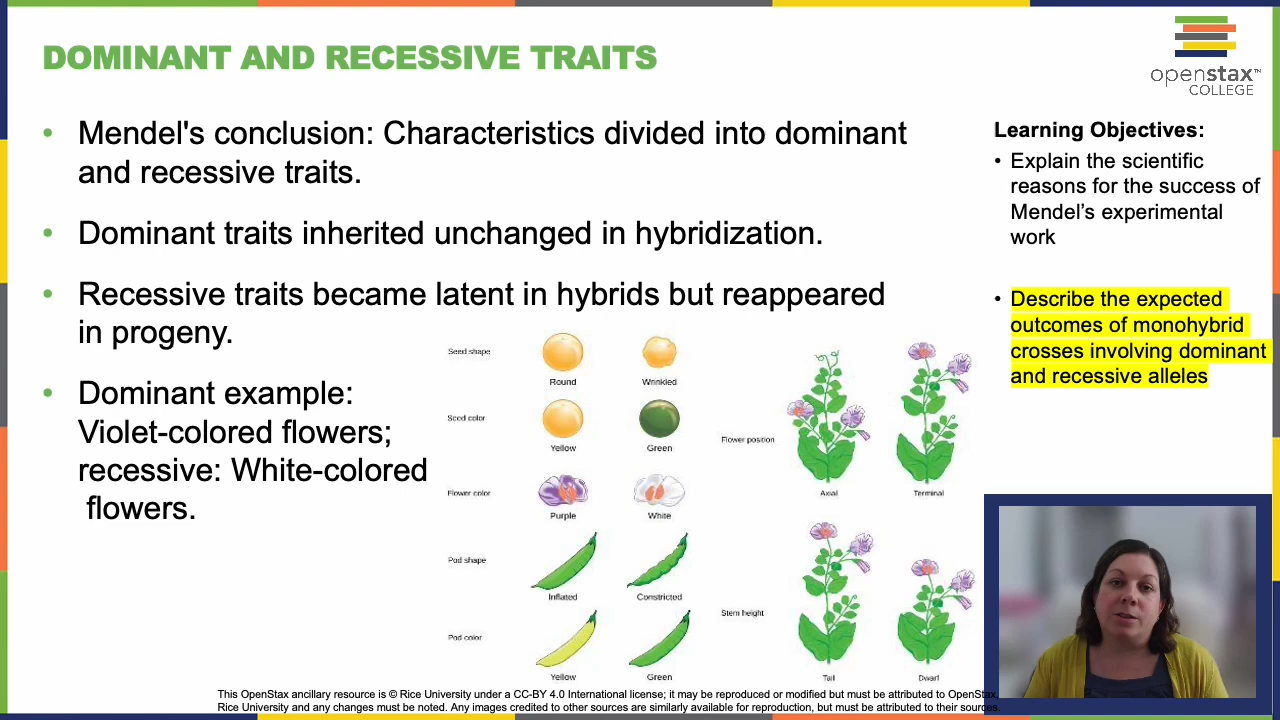 DOMINANT AND RECESSIVE TRAITS
openstax™
COLLEGE
• Mendel's conclusion: Characteristics divided into dominant
and recessive traits.
• Dominant traits inherited unchanged in hybridization.
• Recessive traits became latent in hybrids but reappeared
in progeny.
• Dominant example:
Violet-colored flowers;
recessive: White-colored
flowers.
Seed shape
Round Wrinkled
Seed color
Yellow Green
Flower color
Purple White
Pod shape
Inflated Constricted
Pod color
Yellow Green
Flower position
Axial Terminal
Stem height
Tall Dwarf
Learning Objectives:
• Explain the scientific
reasons for the success of
Mendel’s experimental
work
• Describe the expected
outcomes of monohybrid
crosses involving dominant
and recessive alleles
This OpenStax ancillary resource is © Rice University under a CC-BY 4.0 International license; it may be reproduced or modified but must be attributed to OpenStax,
Rice University and any changes must be noted. Any images credited to other sources are similarly available for reproduction, but must be attributed to their sources.